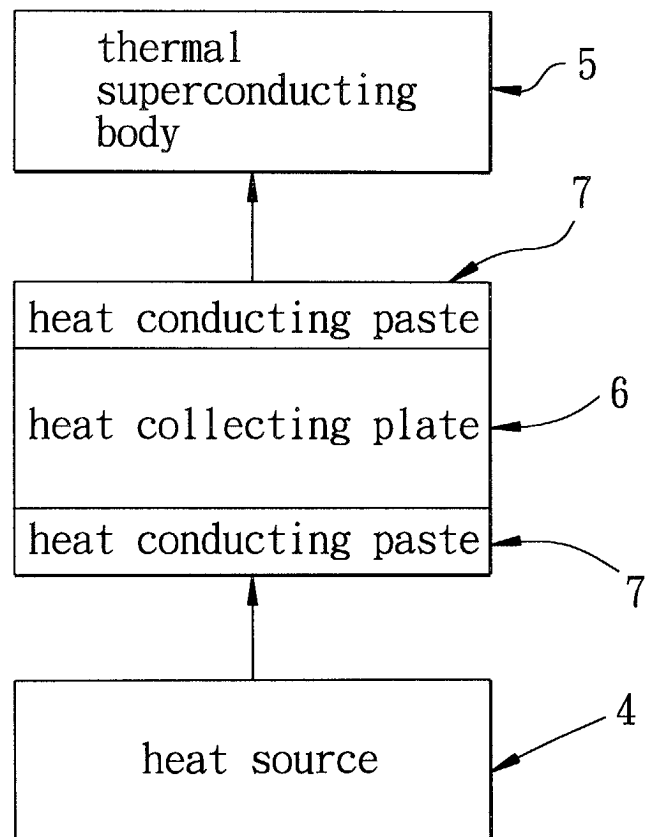 thermal
superconducting
body
5
7
heat conducting paste
heat collecting plate
6
heat conducting paste
7
heat source
4